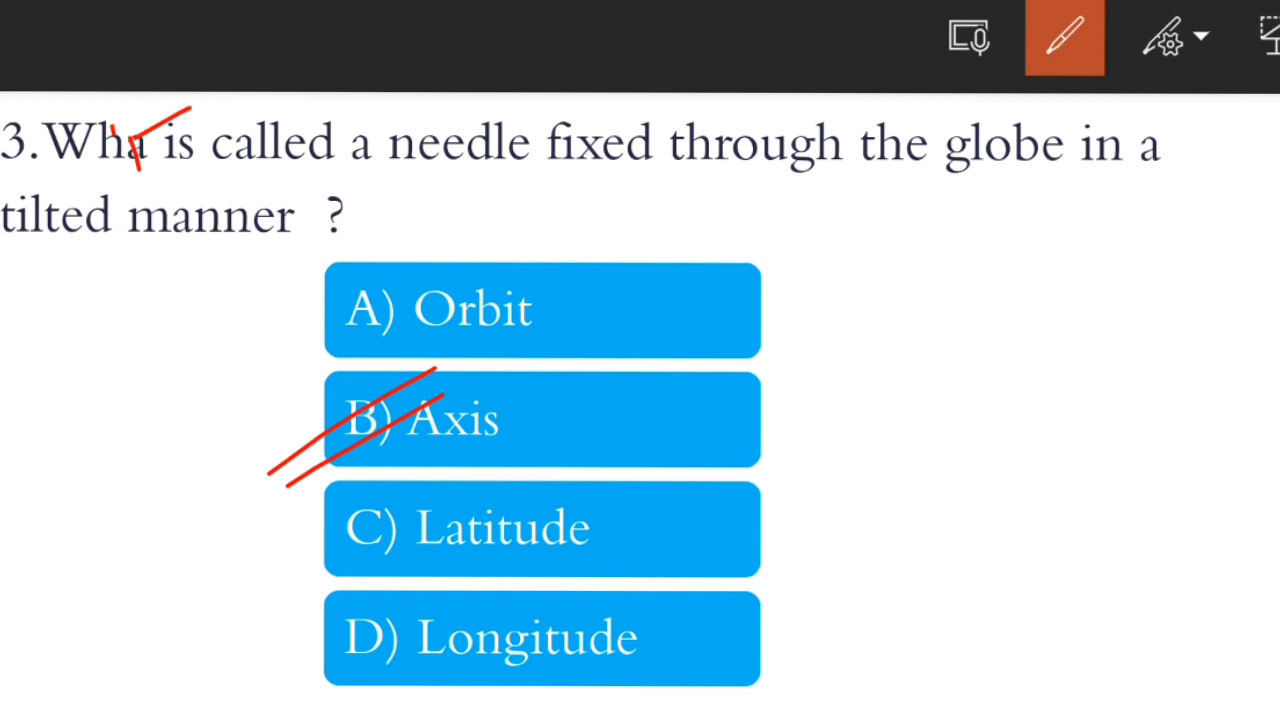 3.Wha is called a needle fixed through the globe in a
tilted manner ?
A) Orbit
B) Axis
C) Latitude
D) Longitude